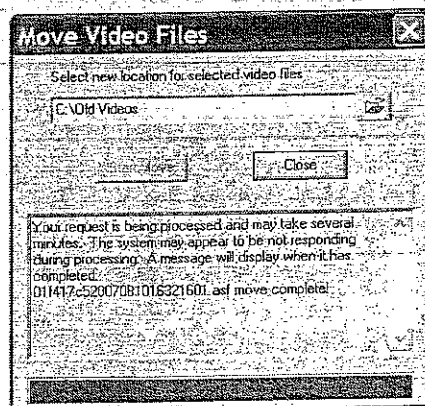 Move Video Files
Select new location for selected video files
E:\Old Videos
Close
Your request is being processed and may take several
minutes. The system may appear to be not responding
during processing. A message will display when it has
completed.
move complete!